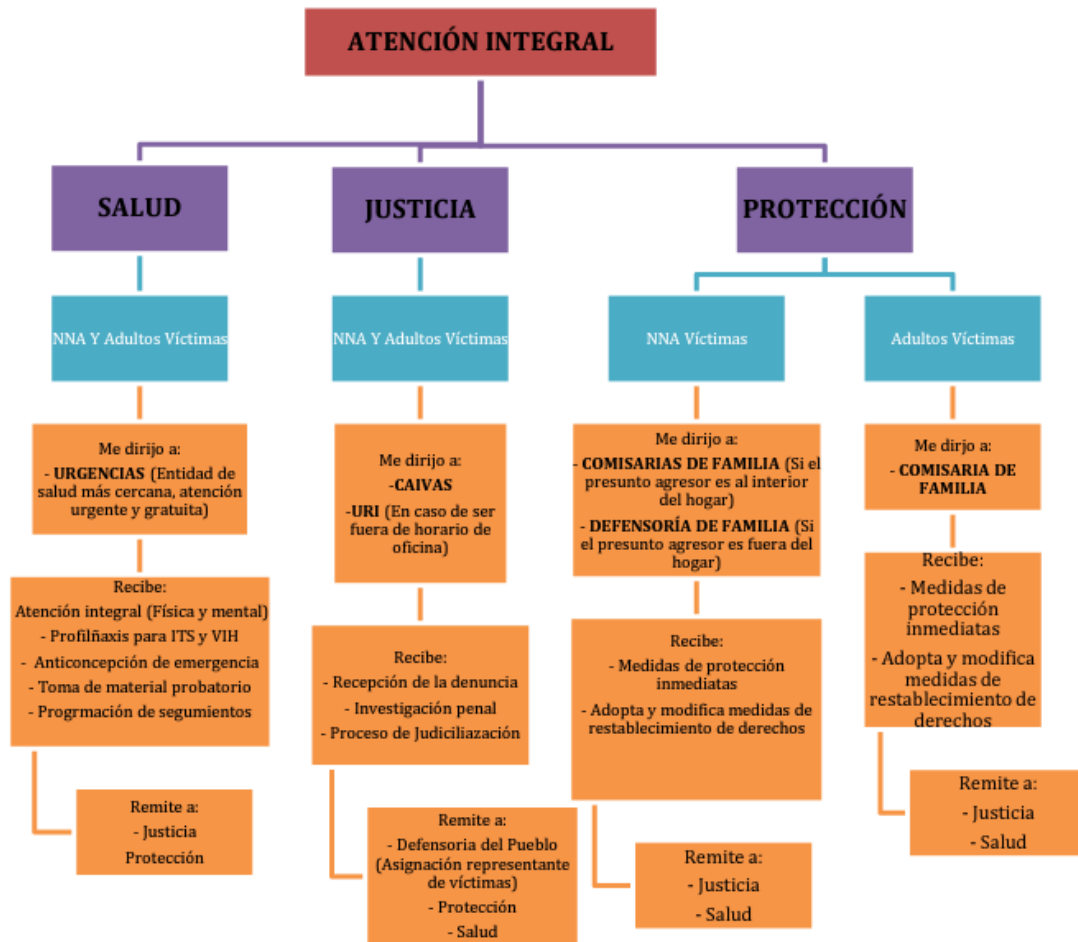 ATENCIÓN INTEGRAL
SALUD
JUSTICIA
PROTECCIÓN
NNA Y Adultos Víctimas
NNA Y Adultos Víctimas
NNA Víctimas
Adultos Víctimas
Me dirijo a:
- URGENCIAS (Entidad de
salud más cercana, atención
urgente y gratuita)
Me dirijo a:
-CAIVAS
-URI (En caso de ser
fuera de horario de
oficina)
Me dirijo a:
- COMISARIAS DE FAMILIA (Si el
presunto agresor es al interior
del hogar)
- DEFENSORÍA DE FAMILIA (Si
el presunto agresor es fuera del
hogar)
Me dirjo a:
- COMISARIA DE
FAMILIA
Recibe:
Atención integral (Física y mental)
- Profilñaxis para ITS y VIH
- Anticoncepción de emergencia
- Toma de material probatorio
- Progrmación de segumientos
Recibe:
- Recepción de la denuncia
- Investigación penal
- Proceso de Judiciliazación
Recibe:
- Medidas de protección
inmediatas
- Adopta y modifica medidas de
restablecimiento de derechos
Recibe:
- Medidas de
protección
inmediatas
- Adopta y modifica
medidas de
restablecimiento de
derechos
Remite a:
- Justicia
Protección
Remite a:
- Defensoria del Pueblo
(Asignación representante
de víctimas)
- Protección
- Salud
Remite a:
- Justicia
- Salud
Remite a:
- Justicia
- Salud